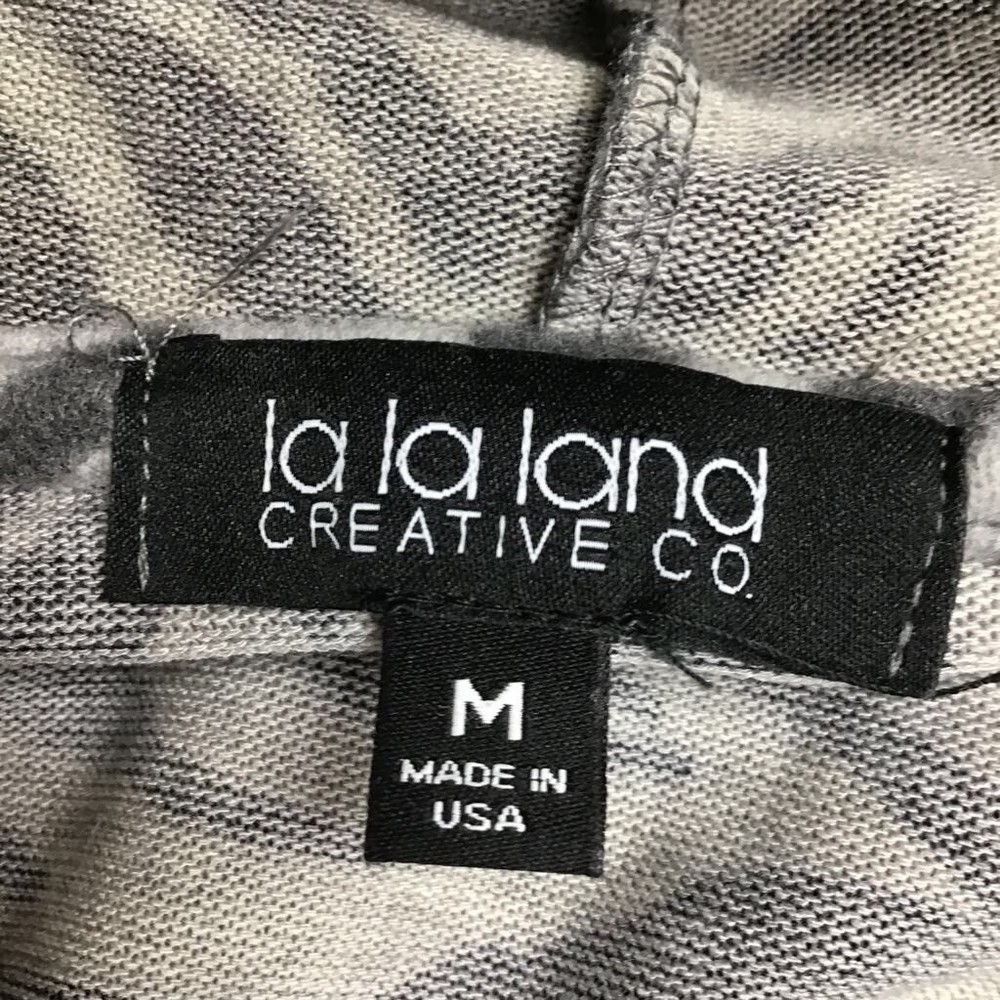 la la land
CREATIVE CO.
M
MADE IN
USA